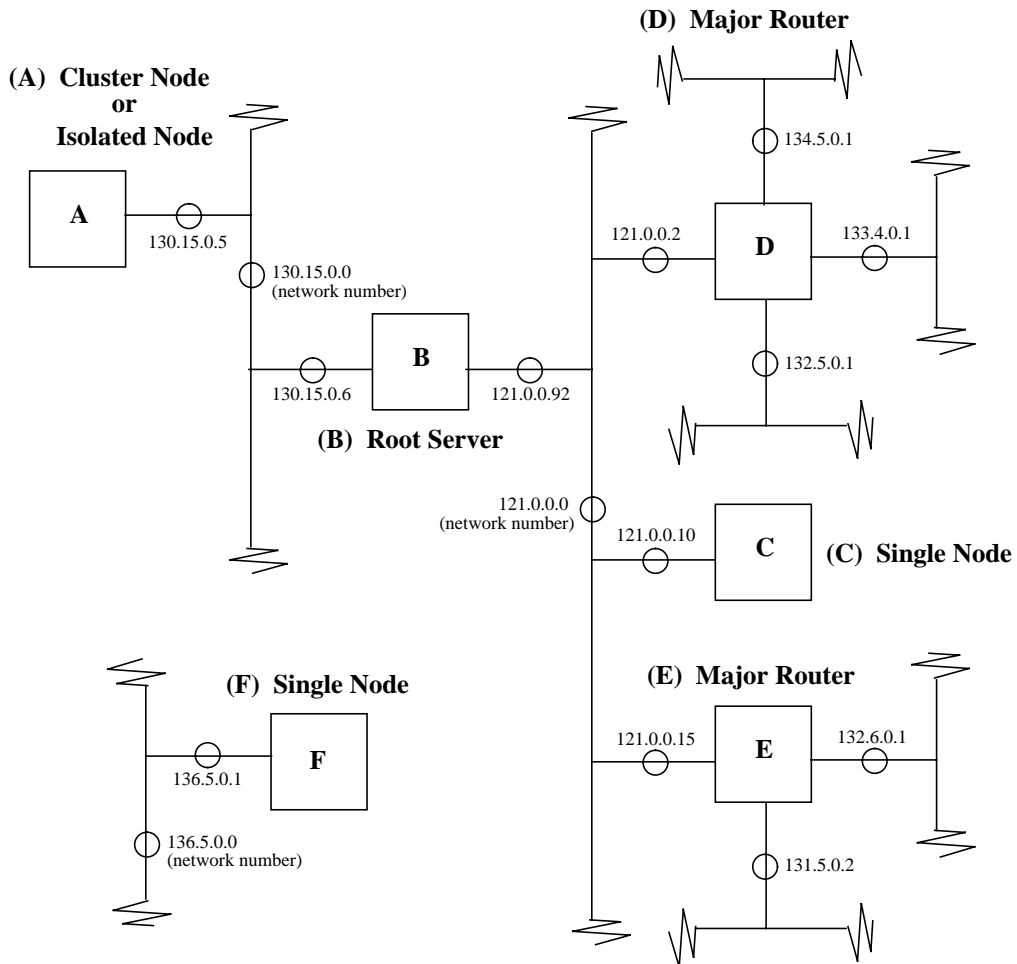 (D) Major Router
(A) Cluster Node
or
Isolated Node
134.5.0.1
A
130.15.0.5
121.0.0.2
D
133.4.0.1
130.15.0.0
(network number)
B
130.15.0.6
121.0.0.92
132.5.0.1
(B) Root Server
121.0.0.0
(network number)
121.0.0.10
C
(C) Single Node
(F) Single Node
(E) Major Router
136.5.0.1
F
121.0.0.15
E
132.6.0.1
136.5.0.0
(network number)
131.5.0.2